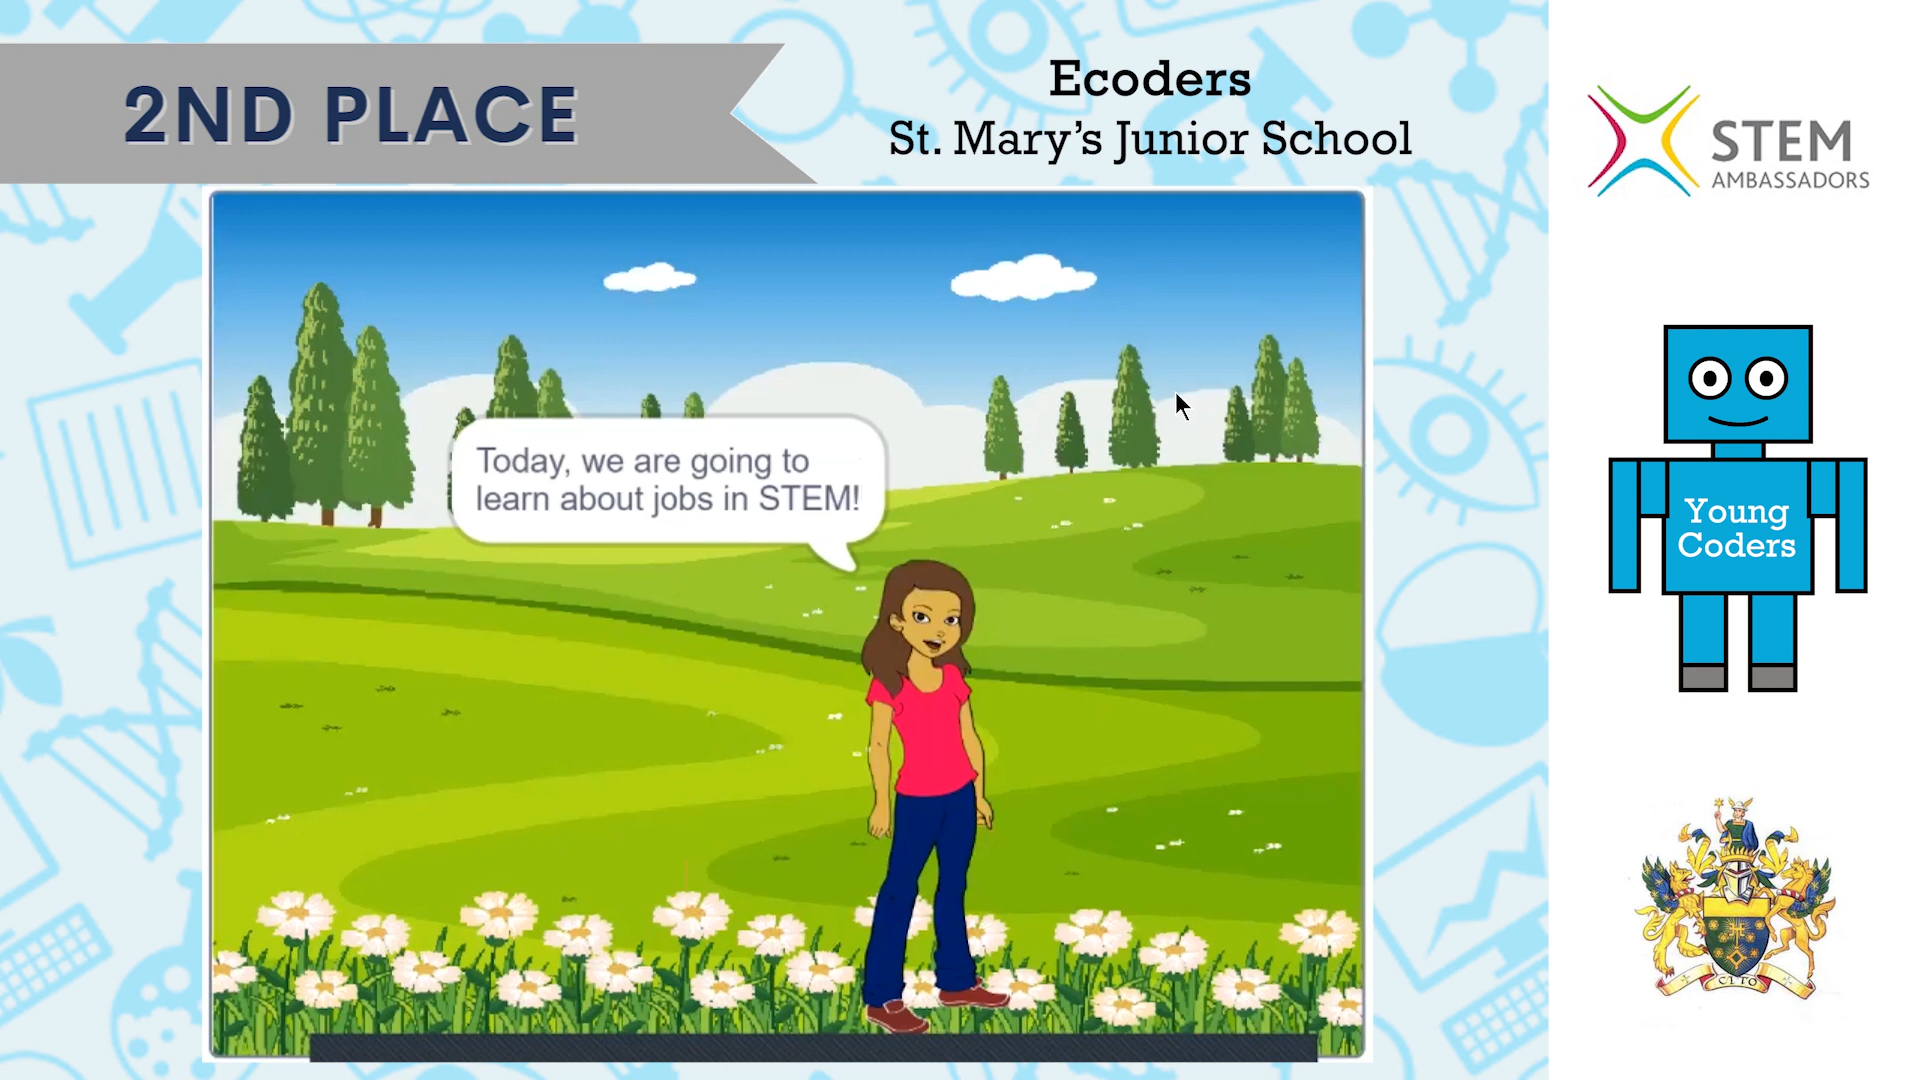 2ND PLACE
Ecoders
St. Mary's Junior School
STEM
AMBASSADORS
Today, we are going to
learn about jobs in STEM!
Young
Coders
CITO